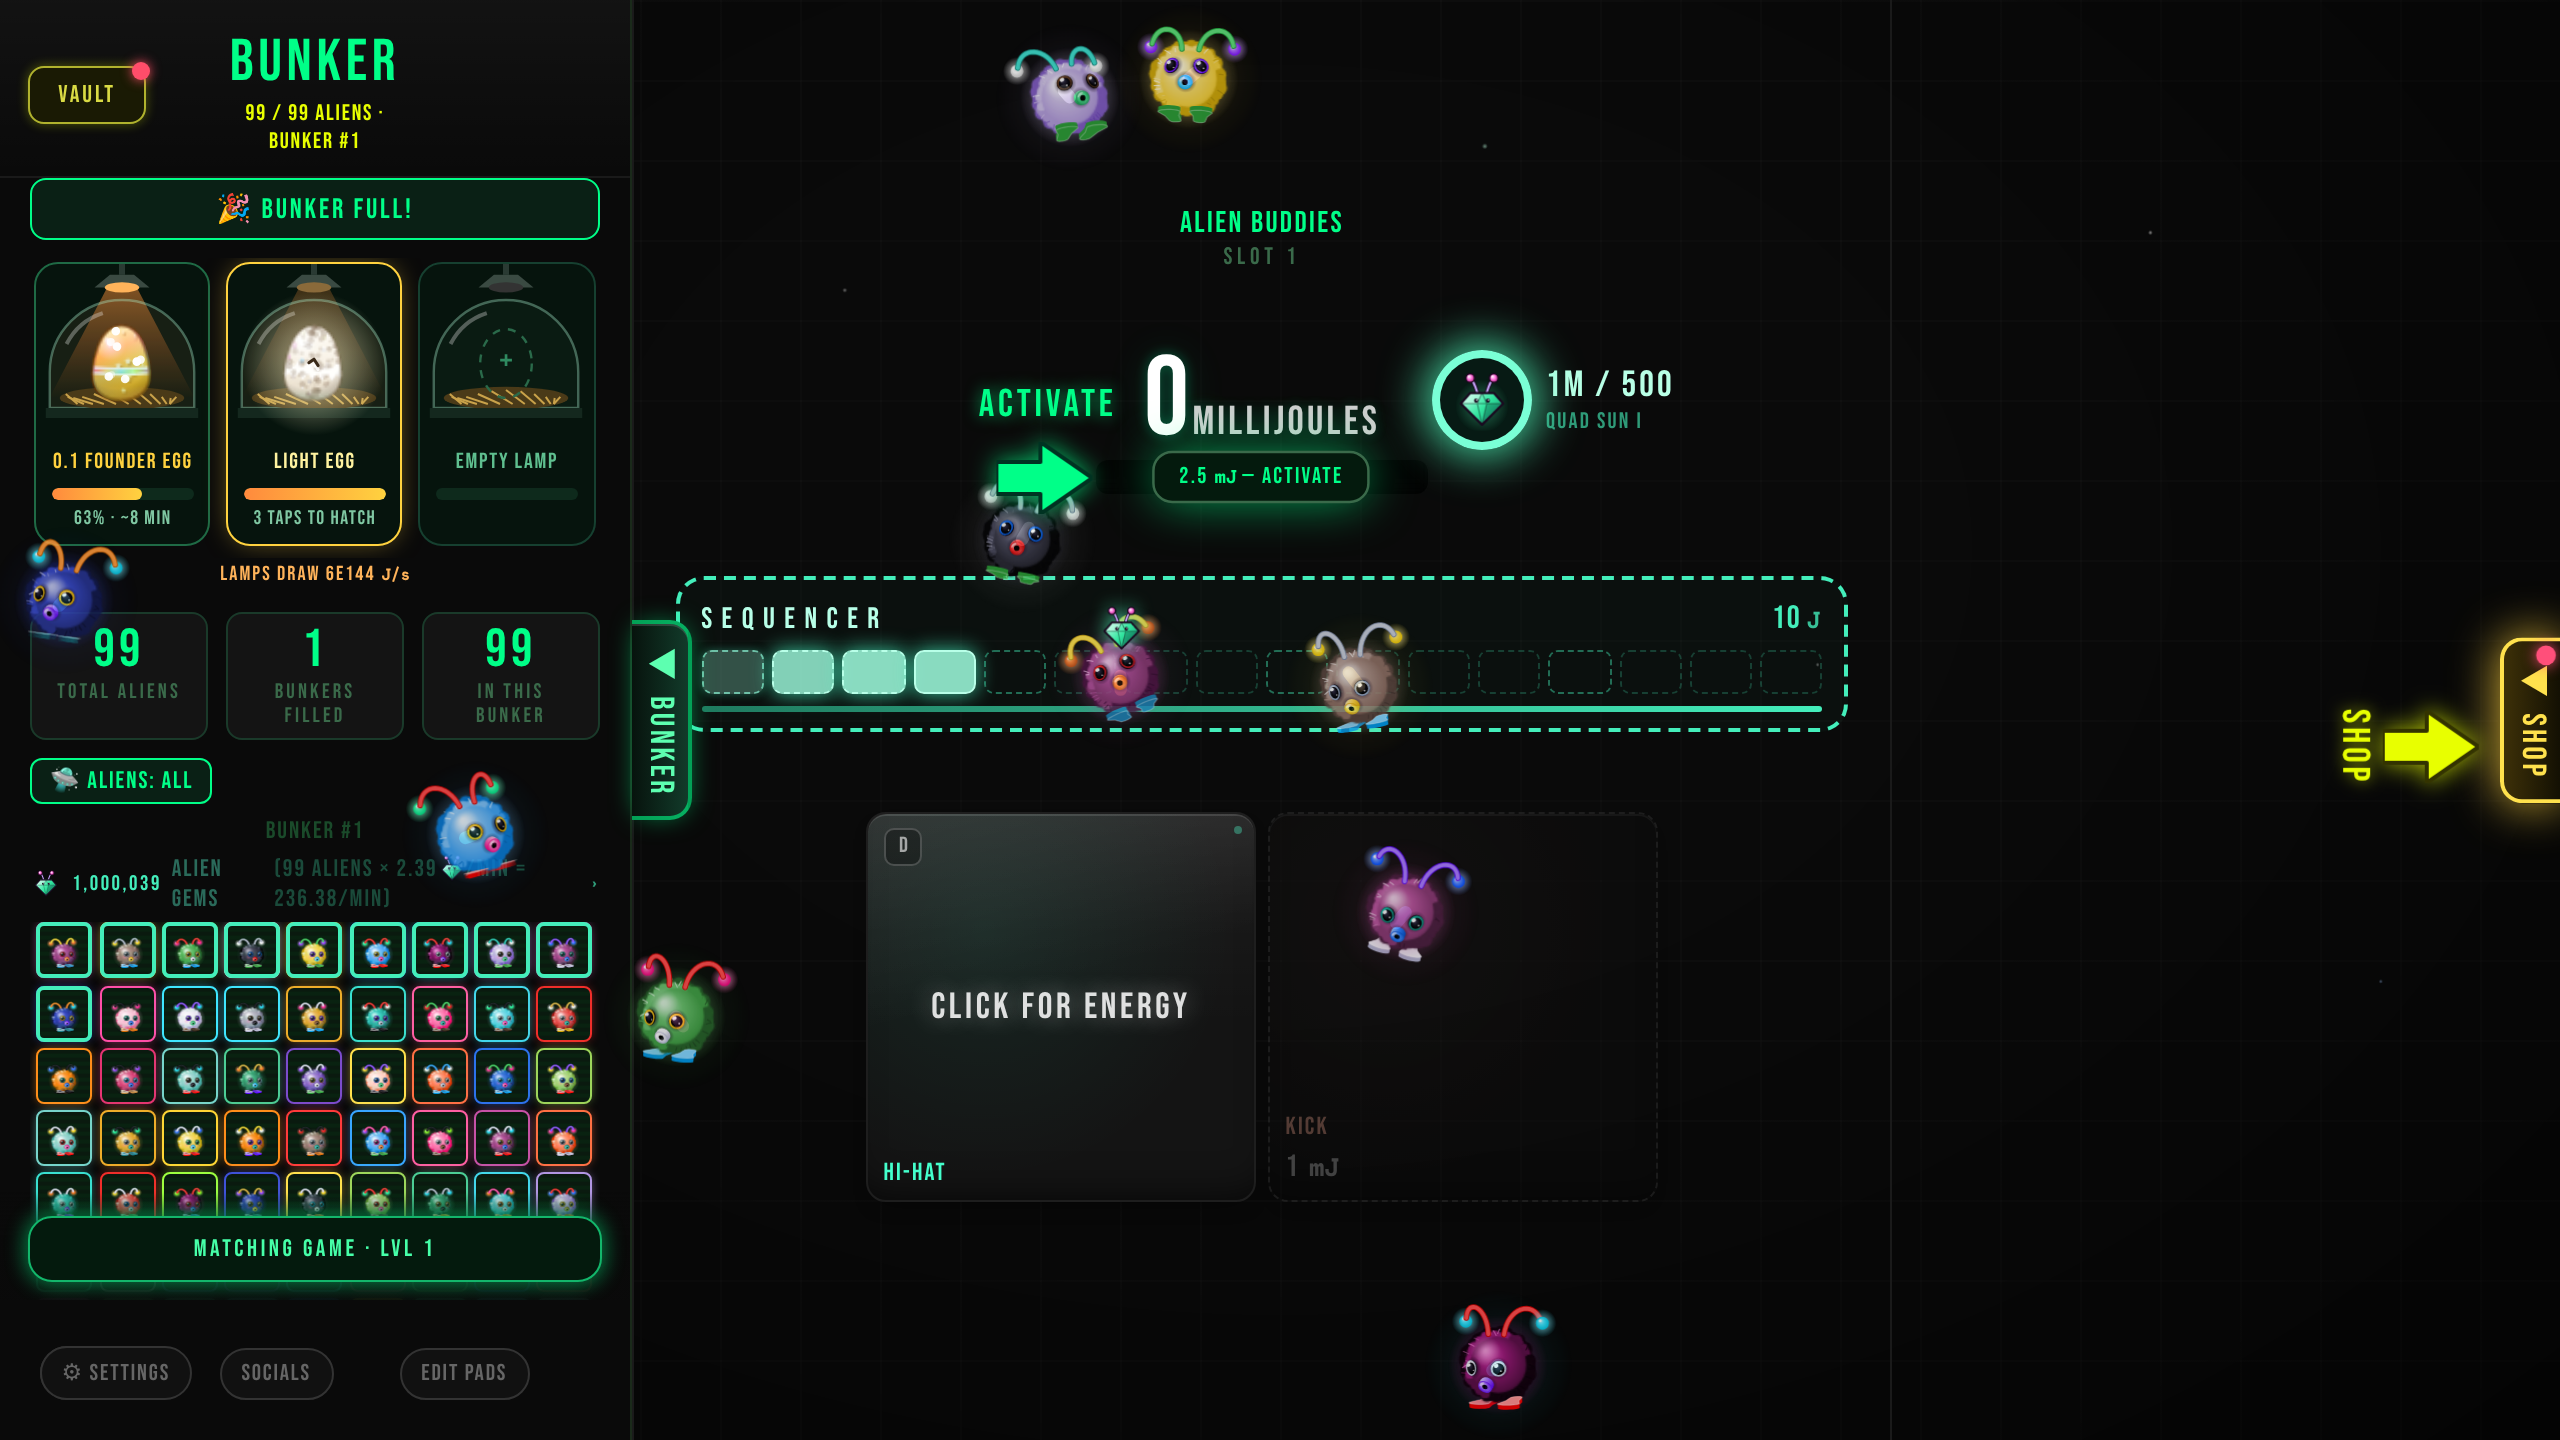 VAULT
BUNKER
99 / 99 ALIENS ·
BUNKER #1
🎉 BUNKER FULL!
0.1 FOUNDER EGG
63% · ~8 MIN
LIGHT EGG
3 TAPS TO HATCH
EMPTY LAMP
LAMPS DRAW 6E144 J/s
99
TOTAL ALIENS
1
BUNKERS
FILLED
99
IN THIS
BUNKER
🛸 ALIENS: ALL
BUNKER #1
1,000,039
ALIEN
GEMS
(99 ALIENS × 2.39 =
236.38/MIN)
›
MATCHING GAME · LVL 1
⚙ SETTINGS
SOCIALS
EDIT PADS
◀ BUNKER
ALIEN BUDDIES
SLOT 1
ACTIVATE
0 MILLIJOULES
2.5 mJ — ACTIVATE
1M / 500
QUAD SUN I
SEQUENCER
10 J
D
CLICK FOR ENERGY
HI-HAT
KICK
1 mJ
SHOP
◀ SHOP